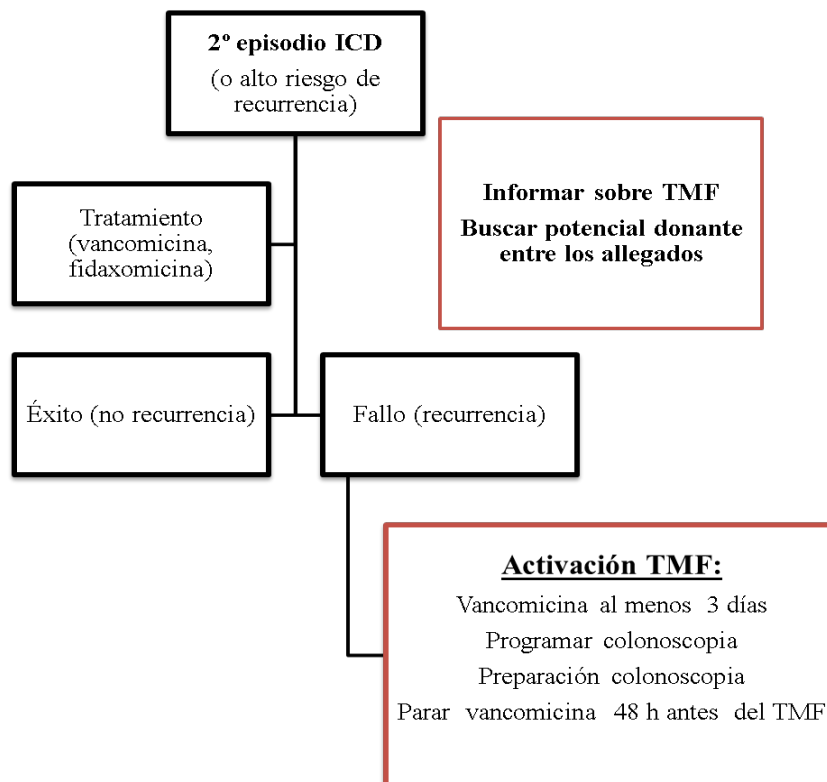 2º episodio ICD
(o alto riesgo de
recurrencia)
Informar sobre TMF
Buscar potencial donante
entre los allegados
Tratamiento
(vancomicina,
fidaxomicina)
Éxito (no recurrencia)
Fallo (recurrencia)
Activación TMF:
Vancomicina al menos 3 días
Programar colonoscopia
Preparación colonoscopia
Parar vancomicina 48 h antes del TMF